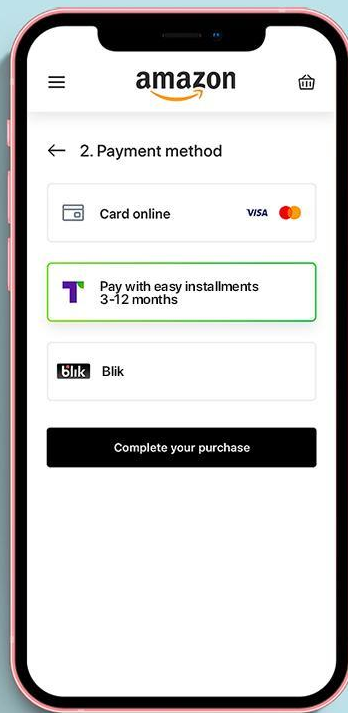 amazon
2. Payment method
Card online VISA
Pay with easy installments
3-12 months
blik Blik
Complete your purchase